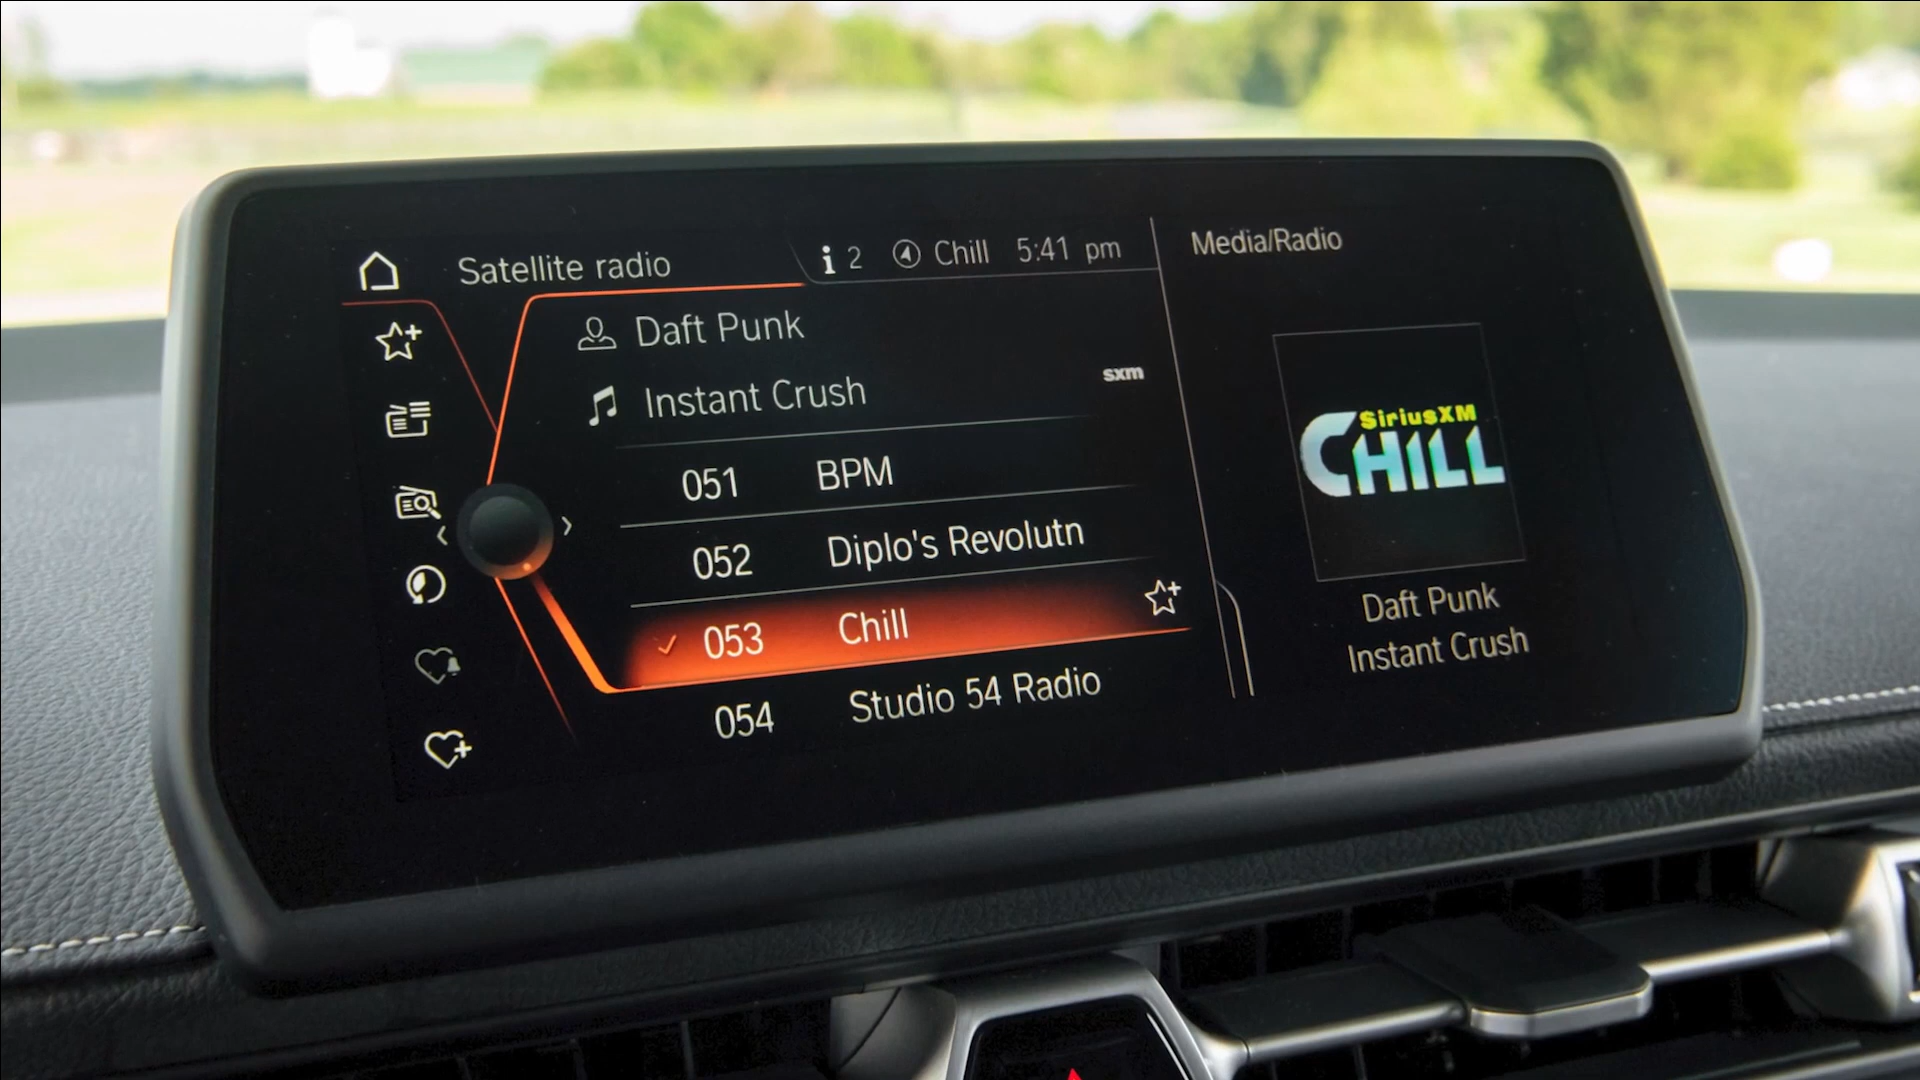 Satellite radio
i 2 Chill 5:41 pm
Media/Radio
Daft Punk
Instant Crush
sxm
051 BPM
052 Diplo's Revolutn
053 Chill
054 Studio 54 Radio
SiriusXM
CHILL
Daft Punk
Instant Crush